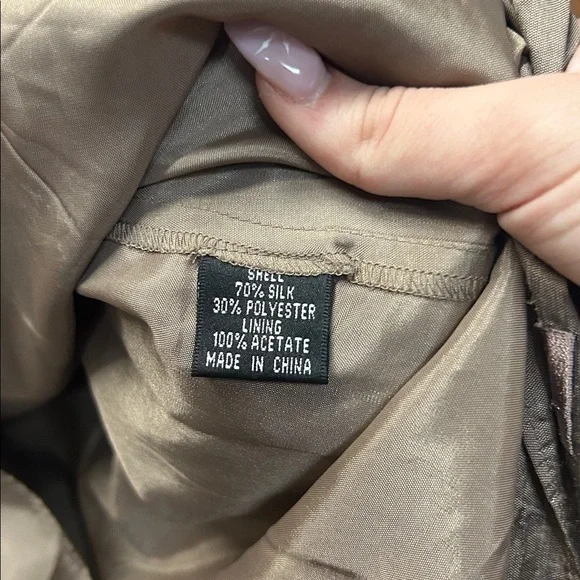 SHELL
70% SILK
30% POLYESTER
LINING
100% ACETATE
MADE IN CHINA